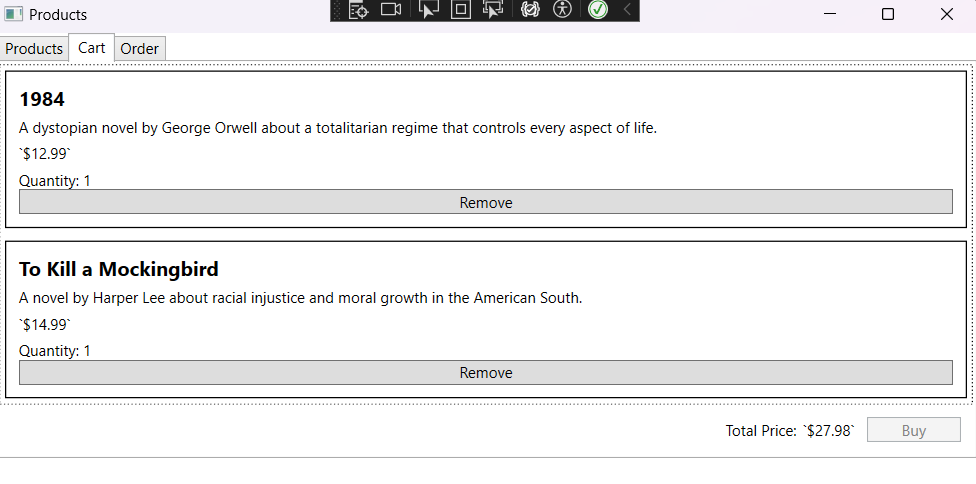 Products
Products Cart Order
1984
A dystopian novel by George Orwell about a totalitarian regime that controls every aspect of life.
`$12.99`
Quantity: 1
Remove
To Kill a Mockingbird
A novel by Harper Lee about racial injustice and moral growth in the American South.
`$14.99`
Quantity: 1
Remove
Total Price: `$27.98` Buy